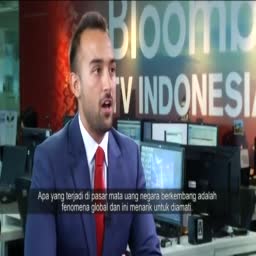 Bloomb
TV INDONESIA
Apa yang terjadi di pasar mata uang negara berkembang adalah
fenomena global dan ini menarik untuk diamati.